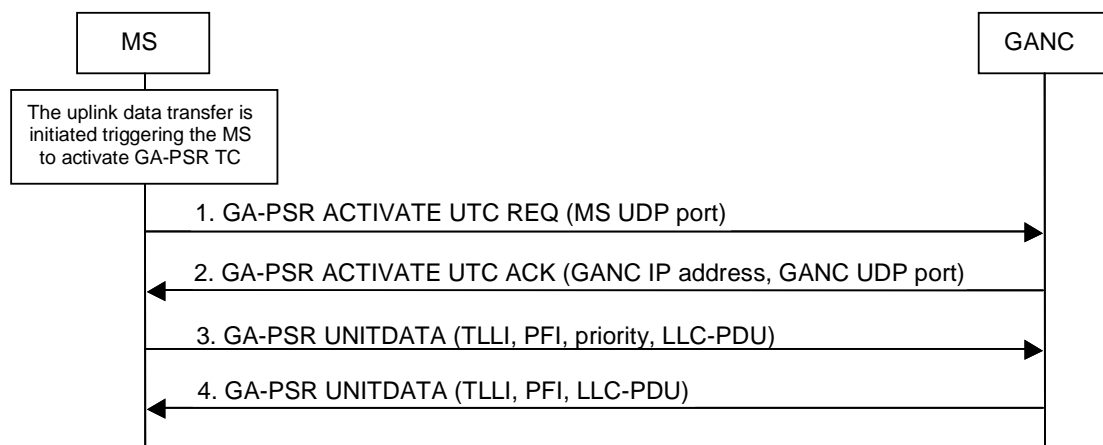 MS
GANC
The uplink data transfer is
initiated triggering the MS
to activate GA-PSR TC
1. GA-PSR ACTIVATE UTC REQ (MS UDP port)
2. GA-PSR ACTIVATE UTC ACK (GANC IP address, GANC UDP port)
3. GA-PSR UNITDATA (TLLI, PFI, priority, LLC-PDU)
4. GA-PSR UNITDATA (TLLI, PFI, LLC-PDU)